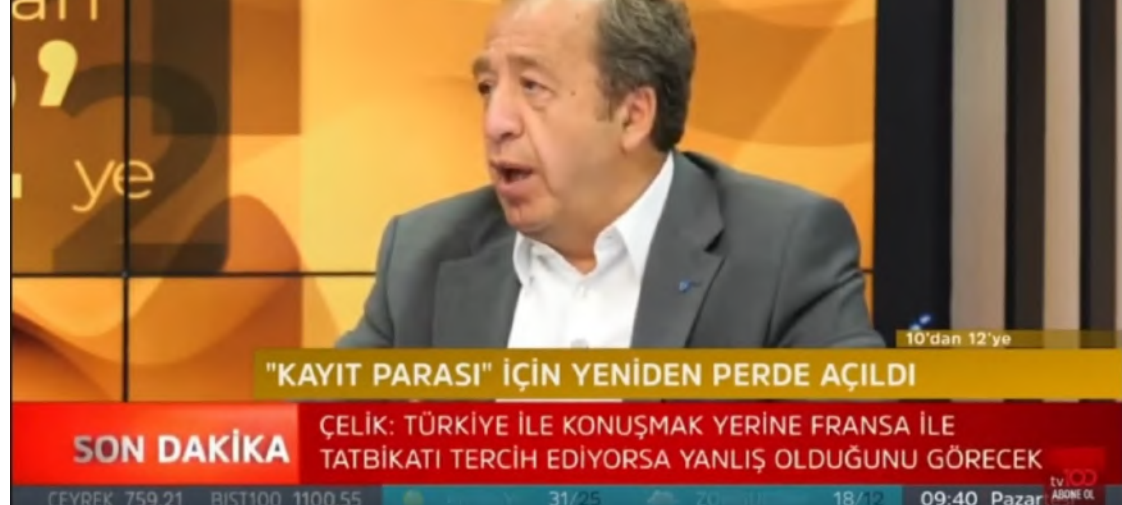 an
’
2
ye
10'dan 12'ye
"KAYIT PARASI" İÇİN YENİDEN PERDE AÇILDI
SON DAKİKA
ÇELİK: TÜRKİYE İLE KONUŞMAK YERİNE FRANSA İLE
TATBİKATI TERCİH EDİYORSA YANLIŞ OLDUĞUNU GÖRECEK
tv100
ABONE OL
ÇEYREK 759.21 BIST100 1100.55 31/25 18/12 09:40 Pazar